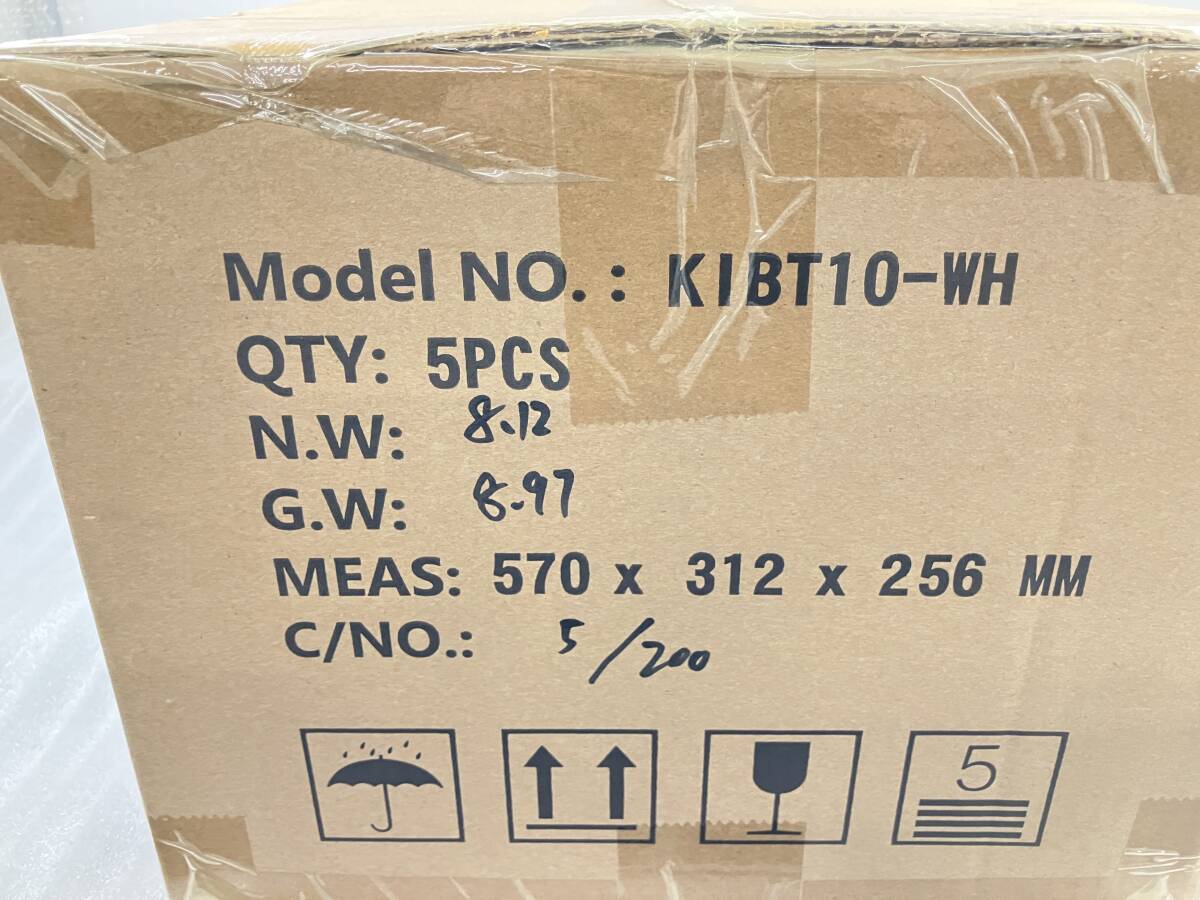 Model NO.: KIBT10-WH
QTY: 5PCS
N.W: 8.12
G.W: 8.97
MEAS: 570 x 312 x 256 MM
C/NO.: 5/200
5